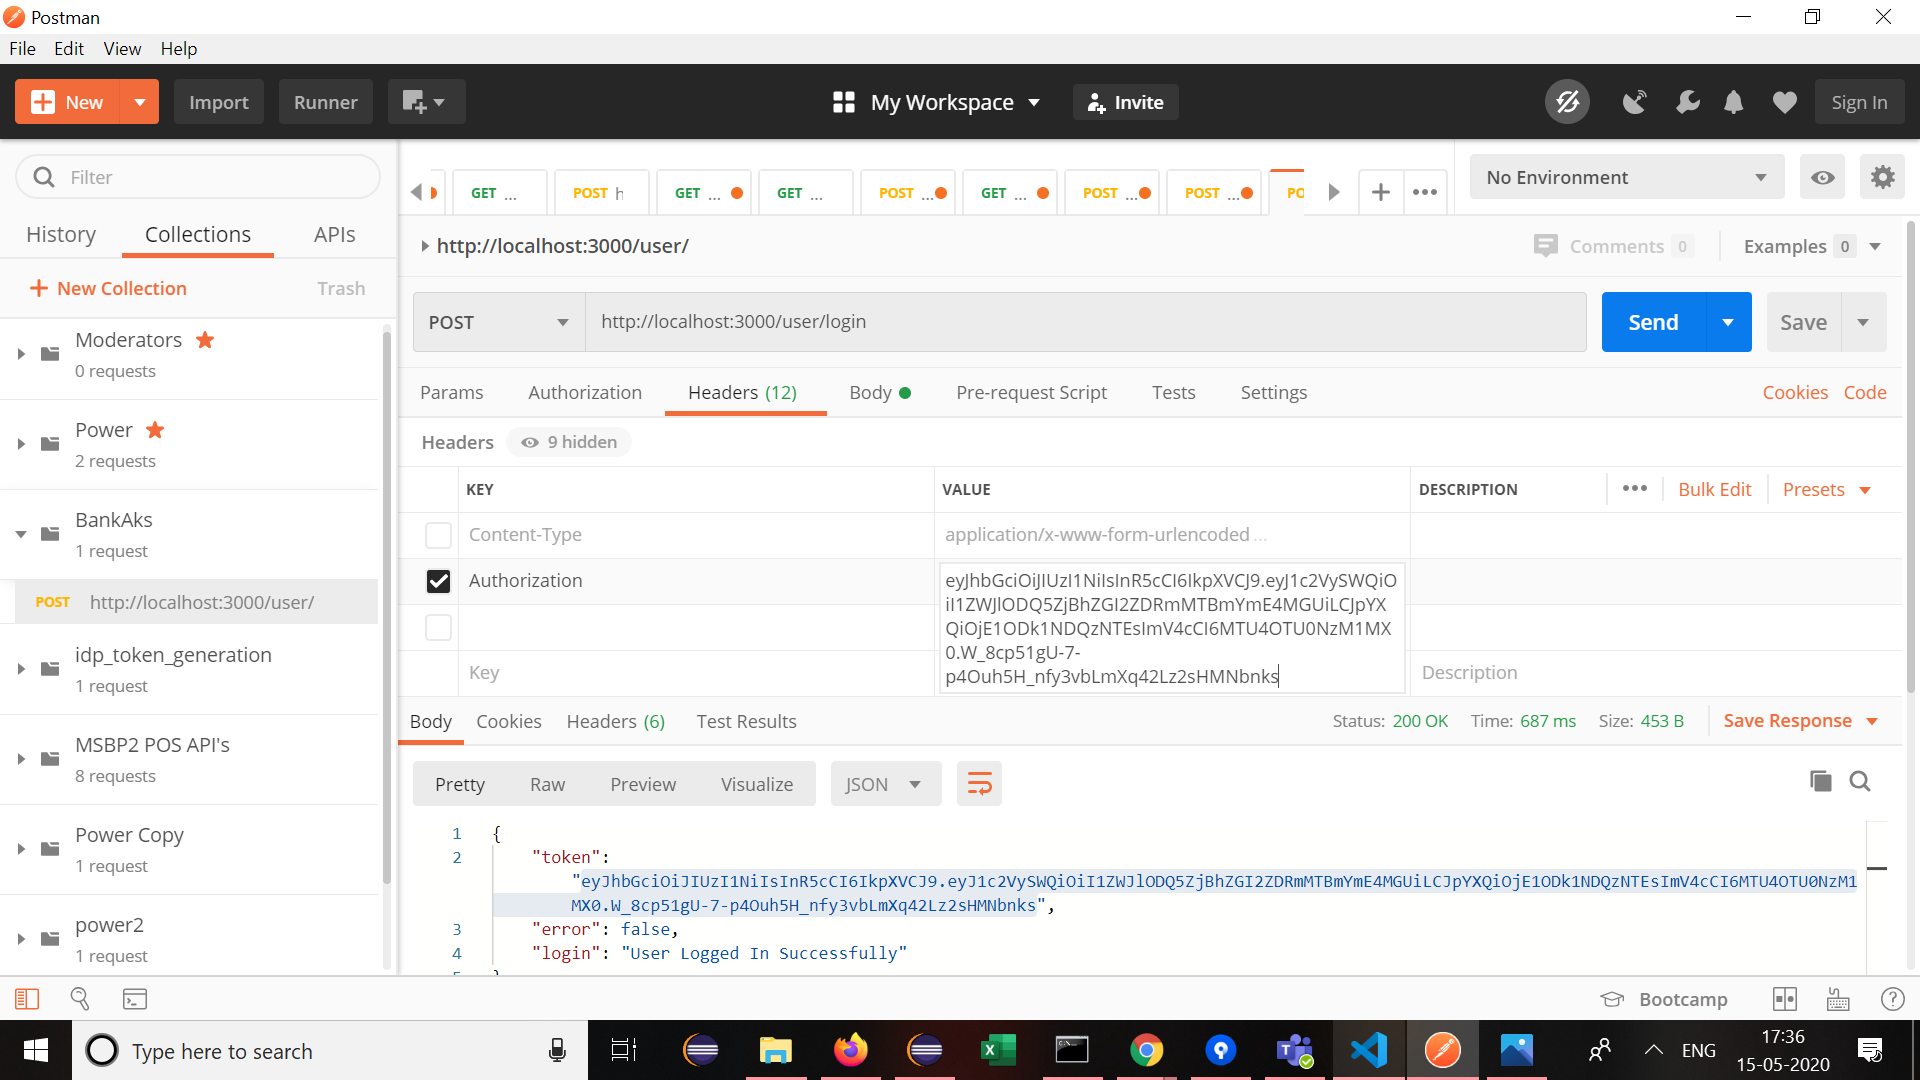 Postman
File Edit View Help
New Import Runner My Workspace Invite Sign In
Filter
GET ... POST h GET ... GET ... POST ... GET ... POST ... POST ... PO
No Environment
History Collections APIs
http://localhost:3000/user/
Comments 0 Examples 0
New Collection Trash
POST http://localhost:3000/user/login Send Save
Moderators
0 requests
Power
2 requests
BankAks
1 request
POST http://localhost:3000/user/
idp_token_generation
1 request
MSBP2 POS API's
8 requests
Power Copy
1 request
power2
1 request
Params Authorization Headers (12) Body Pre-request Script Tests Settings Cookies Code
Headers 9 hidden
KEY VALUE DESCRIPTION Bulk Edit Presets
Content-Type application/x-www-form-urlencoded ...
Authorization
eyJhbGciOiJIUzI1NiIsInR5cCI6IkpXVCJ9.eyJ1c2VySWQiO
iI1ZWJlODQ5ZjBhZGI2ZDRmMTBmYmE4MGUiLCJpYX
QiOjE1ODk1NDQzNTEsImV4cCI6MTU4OTU0NzM1MX
0.W_8cp51gU-7-
p4Ouh5H_nfy3vbLmXq42Lz2sHMNbnks
Key Description
Body Cookies Headers (6) Test Results Status: 200 OK Time: 687 ms Size: 453 B Save Response
Pretty Raw Preview Visualize JSON
1 {
2 "token":
"eyJhbGciOiJIUzI1NiIsInR5cCI6IkpXVCJ9.eyJ1c2VySWQiOiI1ZWJlODQ5ZjBhZGI2ZDRmMTBmYmE4MGUiLCJpYXQiOjE1ODk1NDQzNTEsImV4cCI6MTU4OTU0NzM1
MX0.W_8cp51gU-7-p4Ouh5H_nfy3vbLmXq42Lz2sHMNbnks",
3 "error": false,
4 "login": "User Logged In Successfully"
5 }
Bootcamp
Type here to search
ENG
17:36
15-05-2020